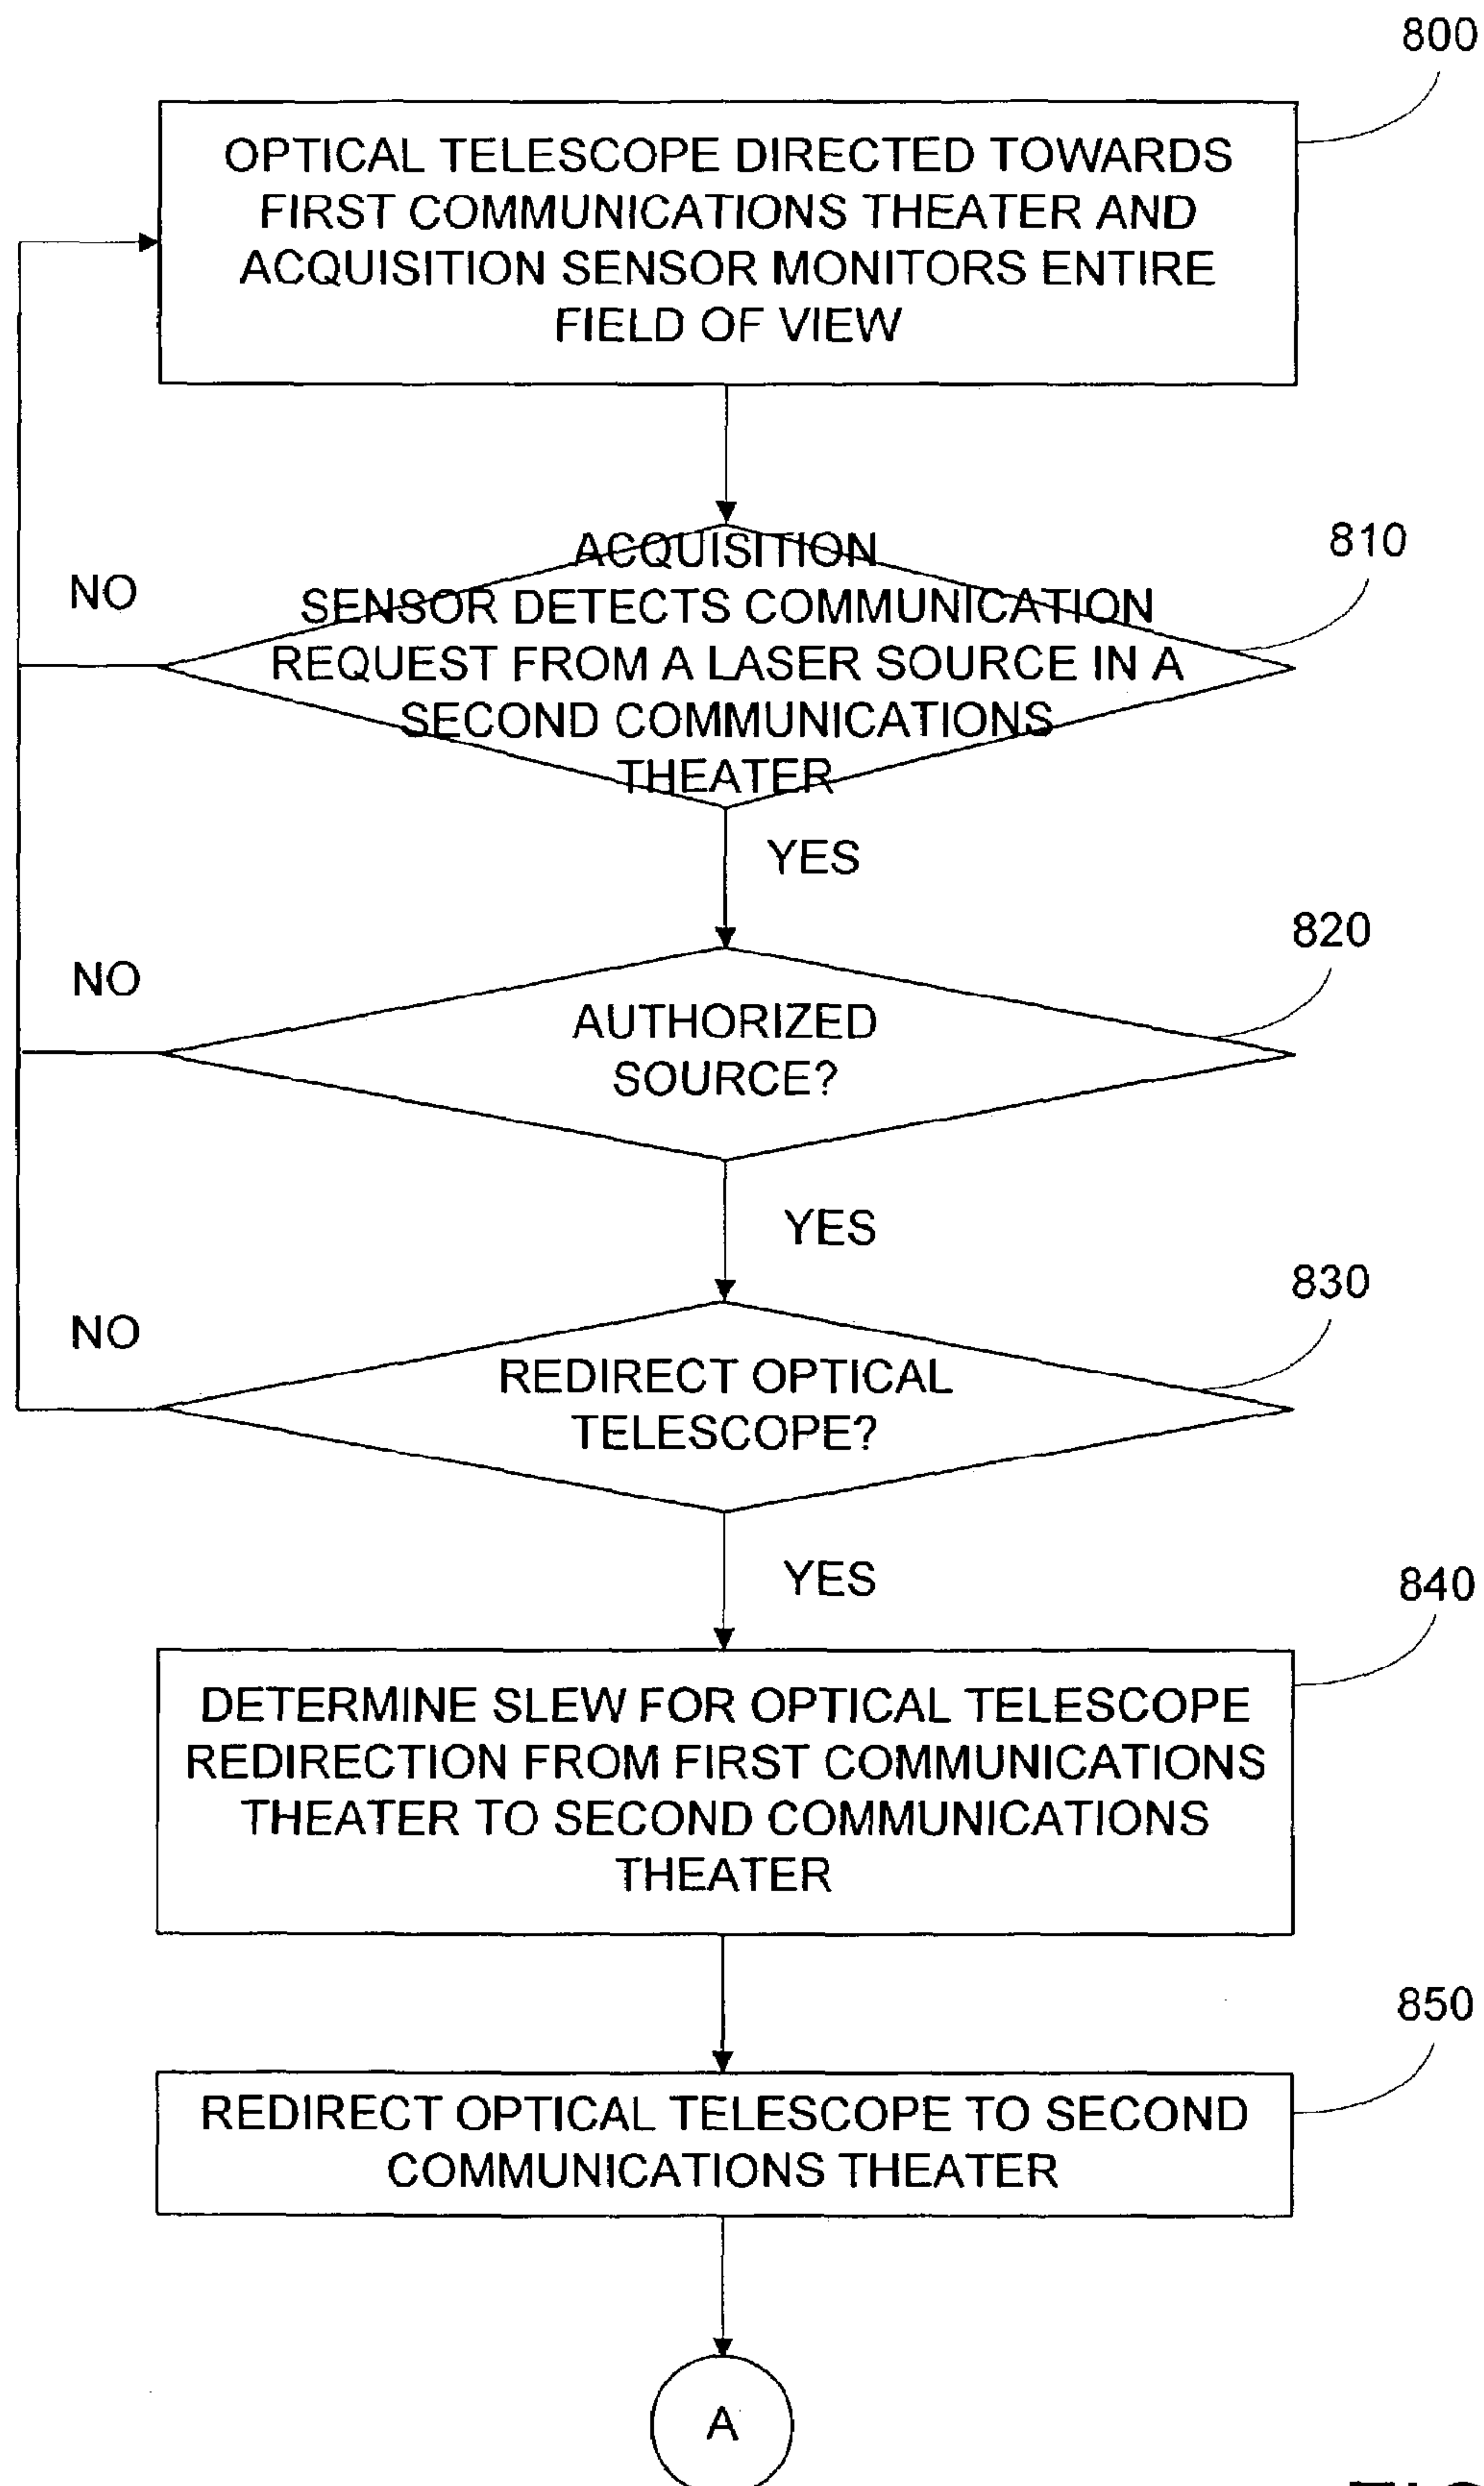 800
OPTICAL TELESCOPE DIRECTED TOWARDS
FIRST COMMUNICATIONS THEATER AND
ACQUISITION SENSOR MONITORS ENTIRE
FIELD OF VIEW
810
NO
ACQUISITION
SENSOR DETECTS COMMUNICATION
REQUEST FROM A LASER SOURCE IN A
SECOND COMMUNICATIONS
THEATER
YES
820
NO
AUTHORIZED
SOURCE?
YES
830
NO
REDIRECT OPTICAL
TELESCOPE?
YES
840
DETERMINE SLEW FOR OPTICAL TELESCOPE
REDIRECTION FROM FIRST COMMUNICATIONS
THEATER TO SECOND COMMUNICATIONS
THEATER
850
REDIRECT OPTICAL TELESCOPE TO SECOND
COMMUNICATIONS THEATER
A